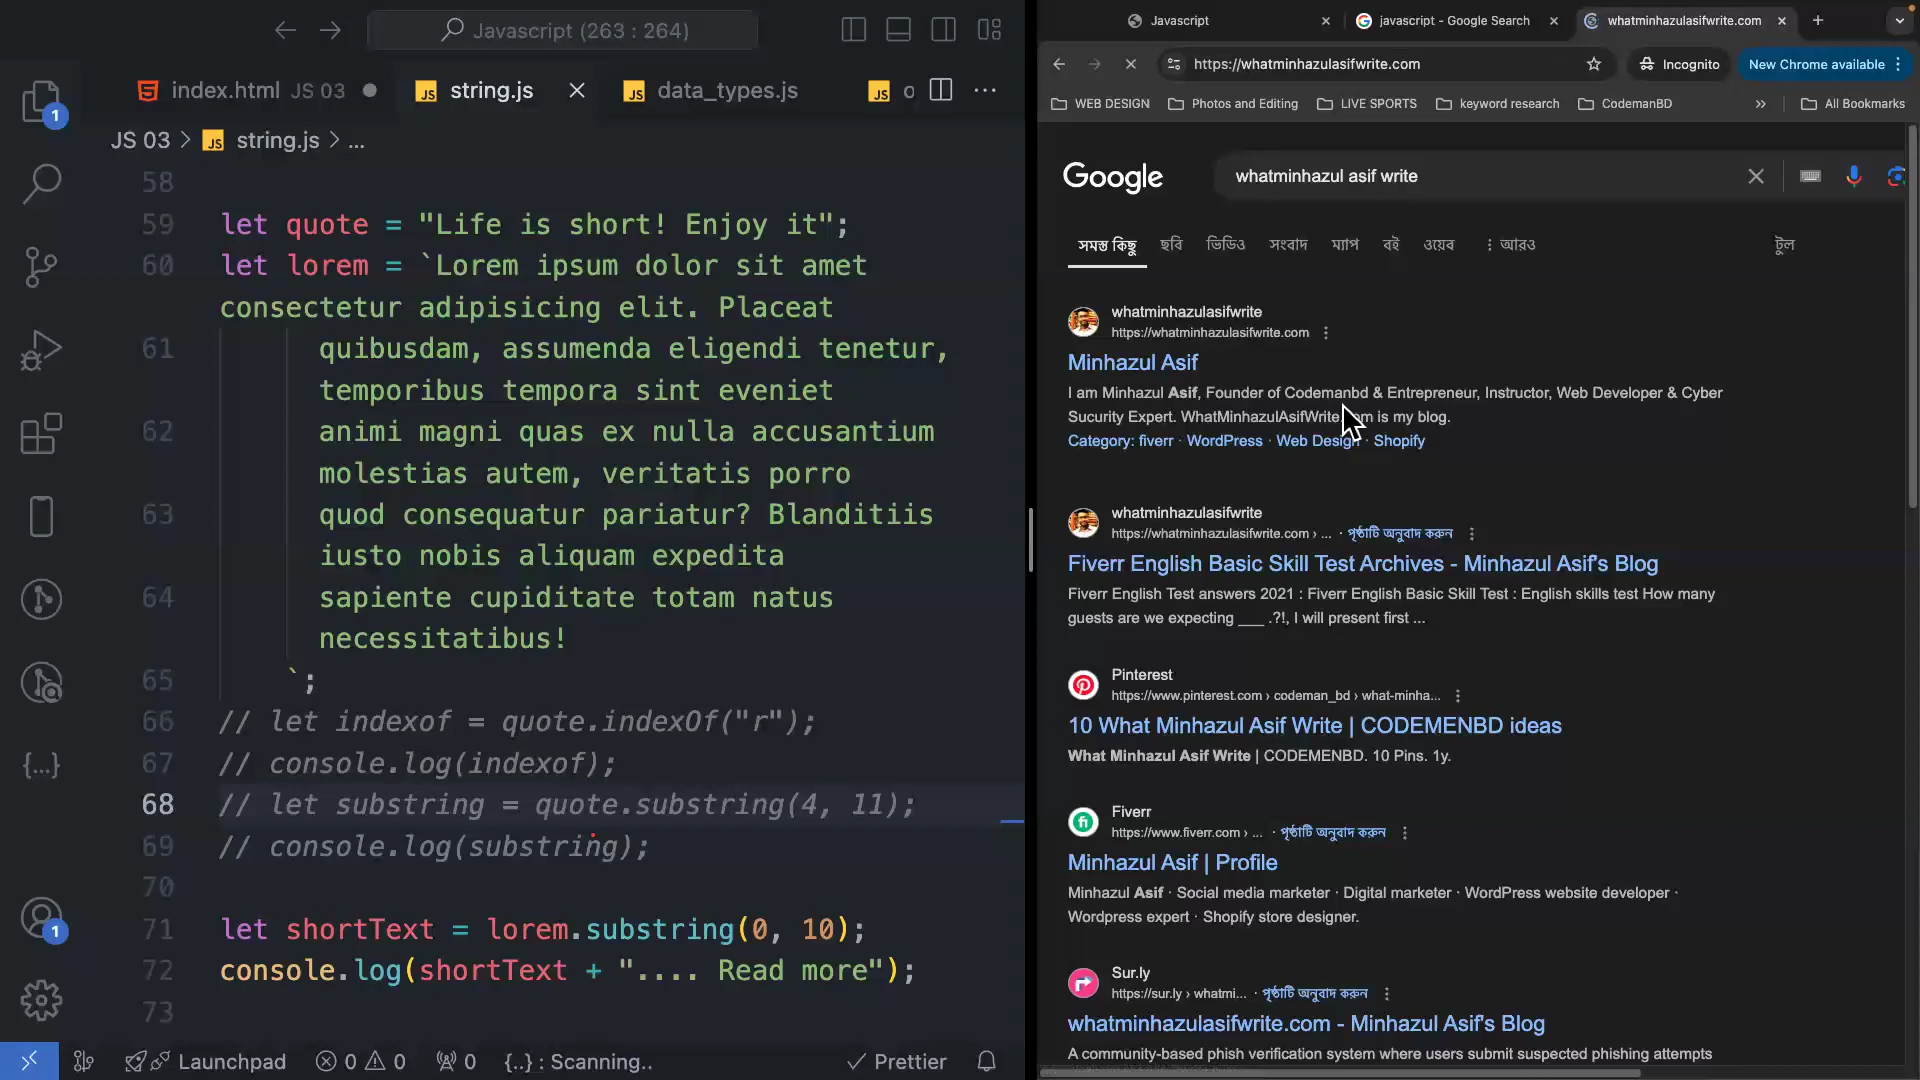 Javascript (263 : 264)
index.html JS 03
JS string.js
JS data_types.js
JS o
JS 03 > JS string.js > ...
58
59 let quote = "Life is short! Enjoy it";
60 let lorem = `Lorem ipsum dolor sit amet
consectetur adipisicing elit. Placeat
61 quibusdam, assumenda eligendi tenetur,
temporibus tempora sint eveniet
62 animi magni quas ex nulla accusantium
molestias autem, veritatis porro
63 quod consequatur pariatur? Blanditiis
iusto nobis aliquam expedita
64 sapiente cupiditate totam natus
necessitatibus!
65 `;
66 // let indexof = quote.indexOf("r");
67 // console.log(indexof);
68 // let substring = quote.substring(4, 11);
69 // console.log(substring);
70
71 let shortText = lorem.substring(0, 10);
72 console.log(shortText + ".... Read more");
73
1
1
Launchpad 0 0 0 {..} : Scanning.. Prettier
Javascript
javascript - Google Search
whatminhazulasifwrite.com
https://whatminhazulasifwrite.com
Incognito
New Chrome available
WEB DESIGN
Photos and Editing
LIVE SPORTS
keyword research
CodemanBD
»
All Bookmarks
Google
whatminhazul asif write
সমস্ত কিছু ছবি ভিডিও সংবাদ ম্যাপ বই ওয়েব ⋮ আরও টুল
whatminhazulasifwrite
https://whatminhazulasifwrite.com
Minhazul Asif
I am Minhazul Asif, Founder of Codemanbd & Entrepreneur, Instructor, Web Developer & Cyber
Sucurity Expert. WhatMinhazulAsifWrite.com is my blog.
Category: fiverr · WordPress · Web Design · Shopify
whatminhazulasifwrite
https://whatminhazulasifwrite.com › ... · পৃষ্ঠাটি অনুবাদ করুন
Fiverr English Basic Skill Test Archives - Minhazul Asif's Blog
Fiverr English Test answers 2021 : Fiverr English Basic Skill Test : English skills test How many
guests are we expecting ___ .?!, I will present first ...
Pinterest
https://www.pinterest.com › codeman_bd › what-minha...
10 What Minhazul Asif Write | CODEMENBD ideas
What Minhazul Asif Write | CODEMENBD. 10 Pins. 1y.
Fiverr
https://www.fiverr.com › ... · পৃষ্ঠাটি অনুবাদ করুন
Minhazul Asif | Profile
Minhazul Asif · Social media marketer · Digital marketer · WordPress website developer ·
Wordpress expert · Shopify store designer.
Sur.ly
https://sur.ly › whatmi... · পৃষ্ঠাটি অনুবাদ করুন
whatminhazulasifwrite.com - Minhazul Asif's Blog
A community-based phish verification system where users submit suspected phishing attempts